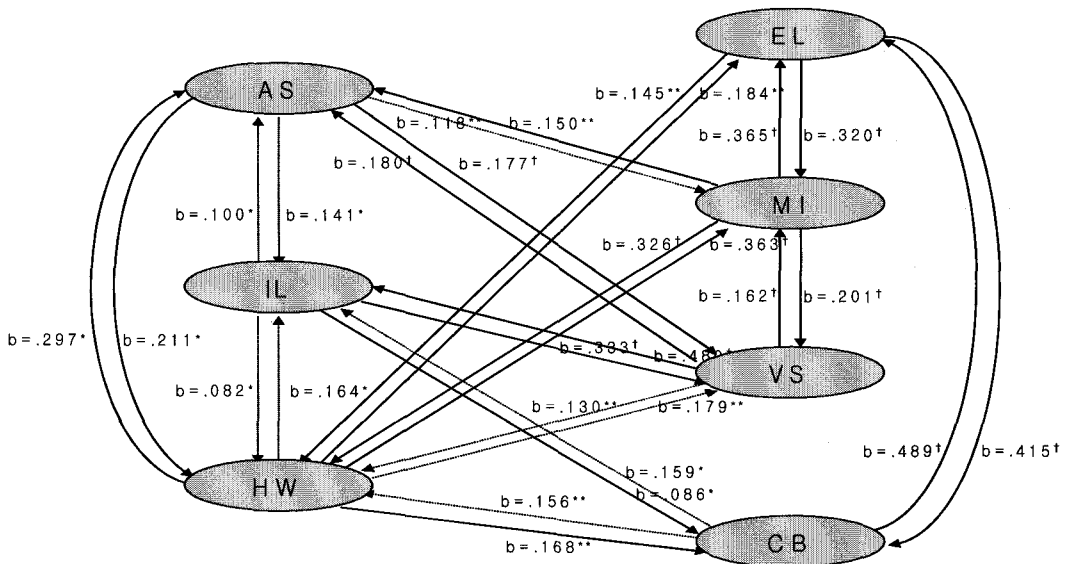 EL
AS
b=.145** b=.184**
b=.118** b=.150**
b=.365† b=.320†
b=.180† b=.177†
MI
b=.100* b=.141*
b=.326† b=.363†
IL
b=.162† b=.201†
b=.297* b=.211*
b=.333†
VS
b=.082* b=.164*
b=.130** b=.179**
b=.489† b=.415†
b=.159*
HW
b=.156** b=.086*
CB
b=.168**